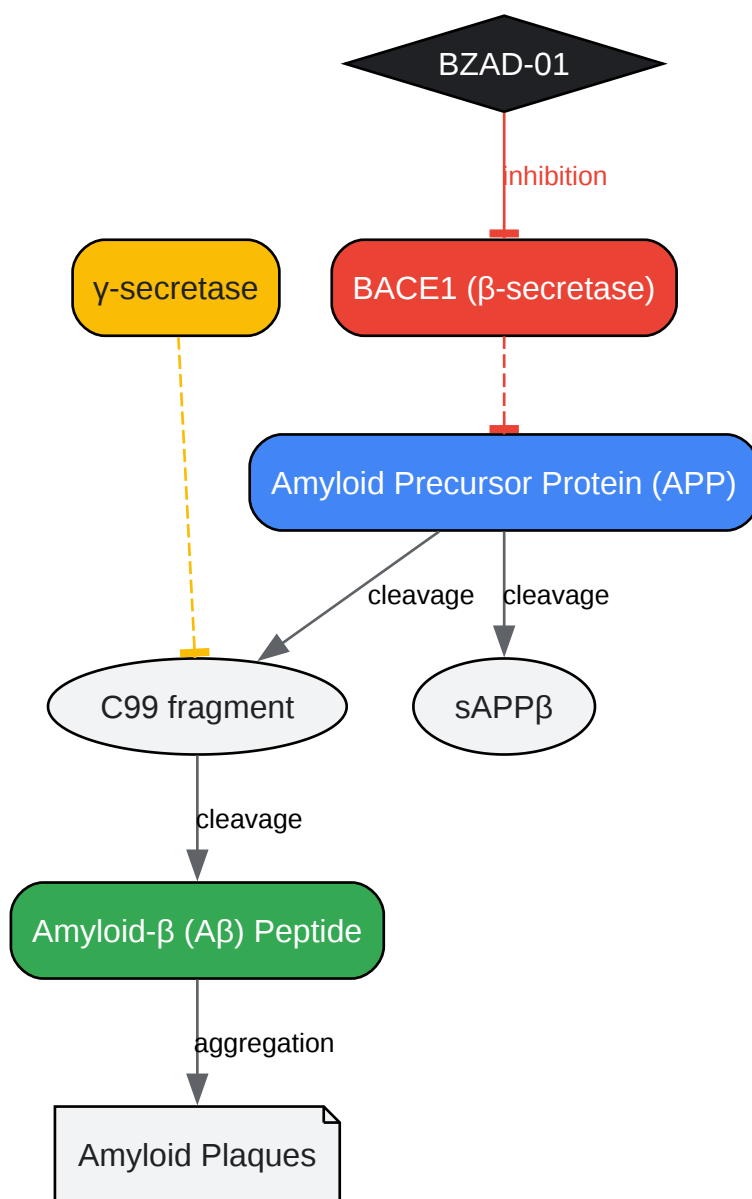 BZAD-01
inhibition
γ-secretase
BACE1 (β-secretase)
Amyloid Precursor Protein (APP)
cleavage
cleavage
C99 fragment
sAPPβ
cleavage
Amyloid-β (Aβ) Peptide
aggregation
Amyloid Plaques